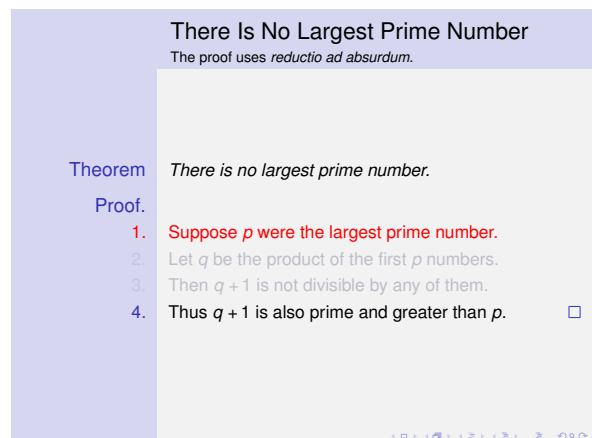 There Is No Largest Prime Number
The proof uses reductio ad absurdum.
Theorem There is no largest prime number.
Proof.
1. Suppose p were the largest prime number.
2. Let q be the product of the first p numbers.
3. Then q + 1 is not divisible by any of them.
4. Thus q + 1 is also prime and greater than p. □